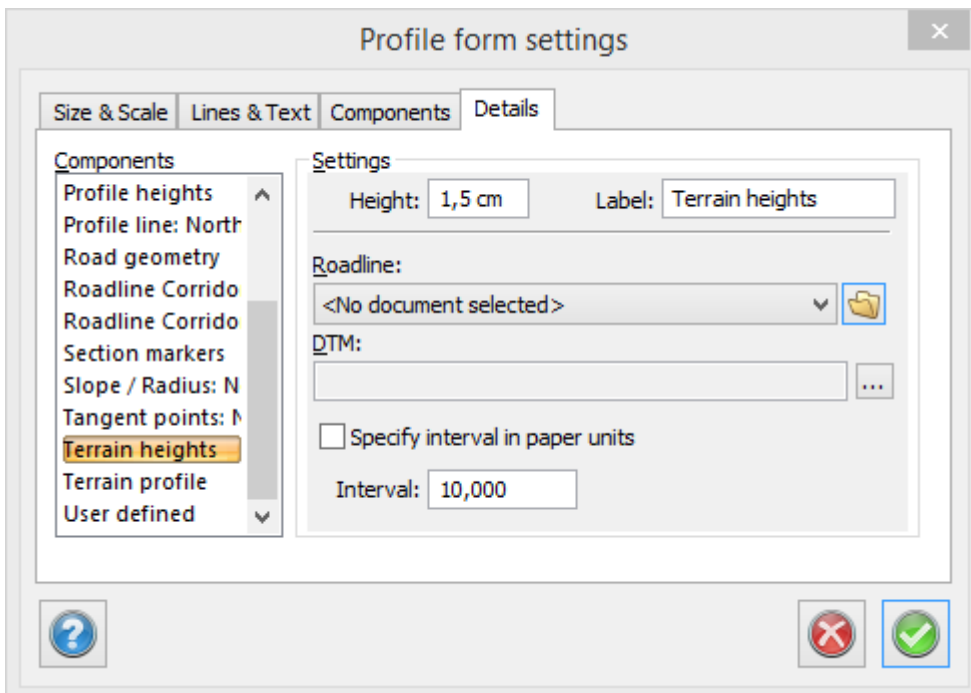 Profile form settings
Size & Scale
Lines & Text
Components
Details
Components
Profile heights
Profile line: North
Road geometry
Roadline Corrido
Roadline Corrido
Section markers
Slope / Radius: N
Tangent points: N
Terrain heights
Terrain profile
User defined
Settings
Height: 1,5 cm
Label: Terrain heights
Roadline:
<No document selected>
DTM:
...
Specify interval in paper units
Interval: 10,000